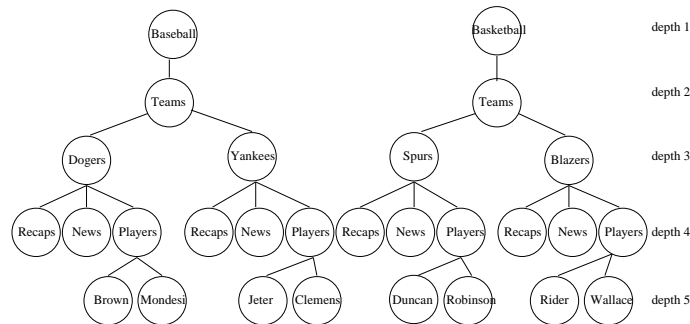 Baseball Basketball depth 1
Teams Teams depth 2
Dogers Yankees Spurs Blazers depth 3
Recaps News Players Recaps News Players Recaps News Players Recaps News Players depth 4
Brown Mondesi Jeter Clemens Duncan Robinson Rider Wallace depth 5